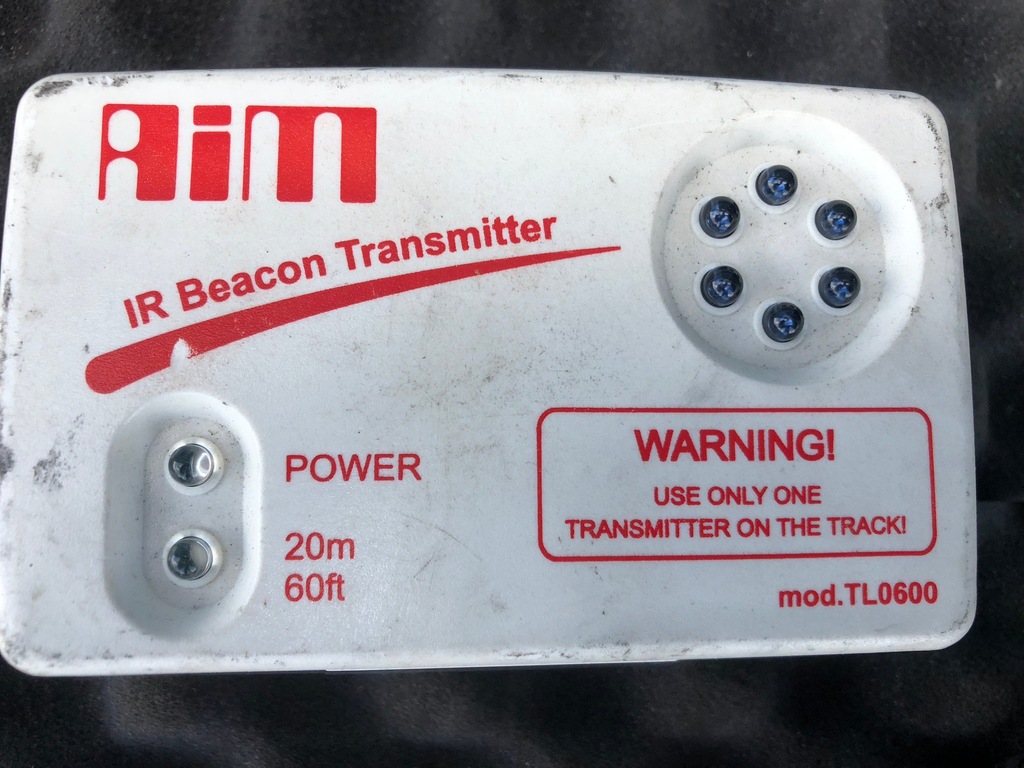 AiM
IR Beacon Transmitter
POWER
20m
60ft
WARNING!
USE ONLY ONE
TRANSMITTER ON THE TRACK!
mod.TL0600